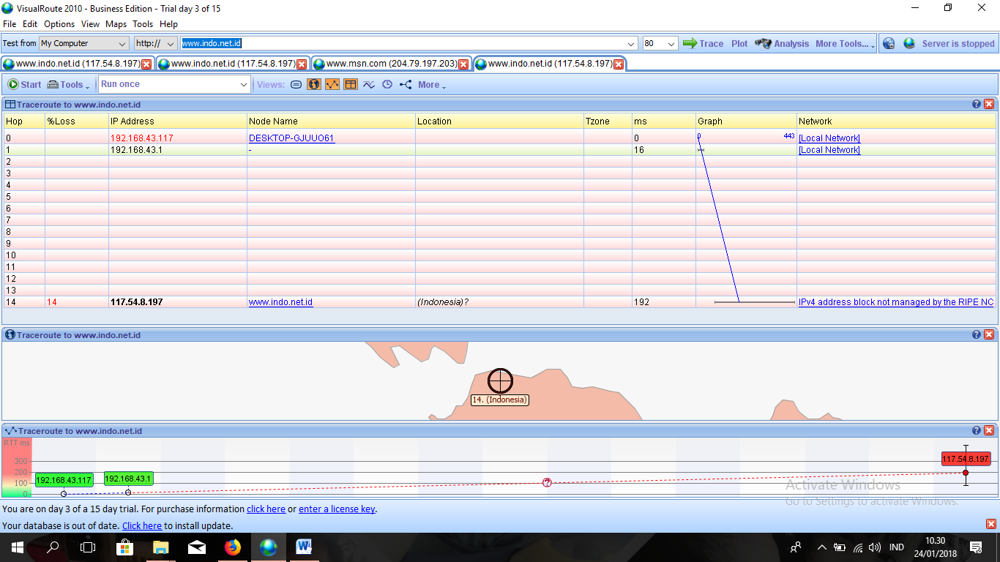 VisualRoute 2010 - Business Edition - Trial day 3 of 15
File Edit Options View Maps Tools Help
Test from My Computer http:// www.indo.net.id 80 Trace Plot Analysis More Tools... Server is stopped
www.indo.net.id (117.54.8.197) www.indo.net.id (117.54.8.197) www.msn.com (204.79.197.203) www.indo.net.id (117.54.8.197)
Start Tools Run once Views: More
Traceroute to www.indo.net.id
Hop %Loss IP Address Node Name Location Tzone ms Graph Network
0 192.168.43.117 DESKTOP-GJUUO61 0 0 443 [Local Network]
1 192.168.43.1 - 16 [Local Network]
2
3
4
5
6
7
8
9
10
11
12
13
14 14 117.54.8.197 www.indo.net.id (Indonesia)? 192 IPv4 address block not managed by the RIPE NC
Traceroute to www.indo.net.id
14. (Indonesia)
Traceroute to www.indo.net.id
RTT ms
300
200
100
0
192.168.43.117
192.168.43.1
?
117.54.8.197
Activate Windows
Go to Settings to activate Windows.
You are on day 3 of a 15 day trial. For purchase information click here or enter a license key.
Your database is out of date. Click here to install update.
IND
10.30
24/01/2018